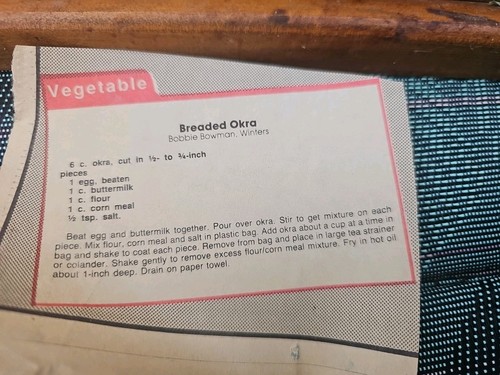 Vegetable
Breaded Okra
Bobbie Bowman, Winters
6 c. okra, cut in ½- to ¾-inch
pieces
1 egg, beaten
1 c. buttermilk
1 c. flour
1 c. corn meal
½ tsp. salt.
Beat egg and buttermilk together. Pour over okra. Stir to get mixture on each
piece. Mix flour, corn meal and salt in plastic bag. Add okra about a cup at a time in
bag and shake to coat each piece. Remove from bag and place in large tea strainer
or colander. Shake gently to remove excess flour/corn meal mixture. Fry in hot oil
about 1-inch deep. Drain on paper towel.